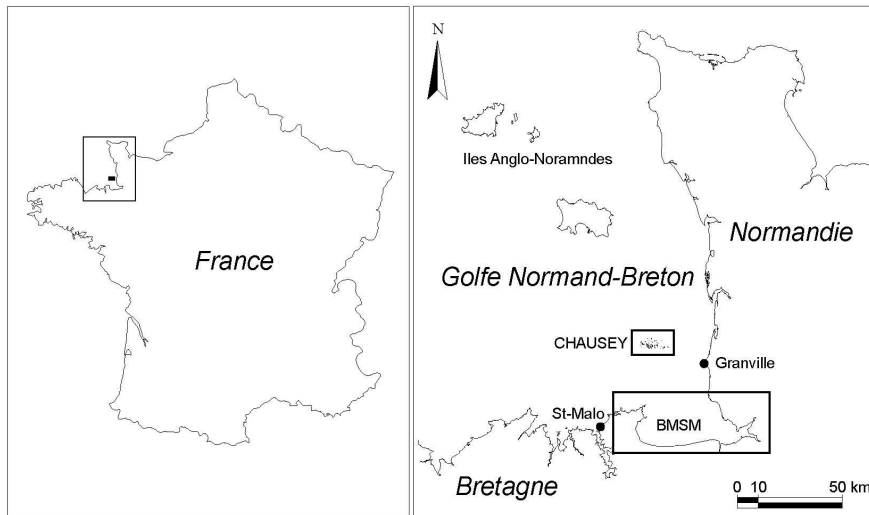 France
N
Iles Anglo-Noramndes
Normandie
Golfe Normand-Breton
CHAUSEY
Granville
St-Malo
BMSM
Bretagne
0 10 50 km